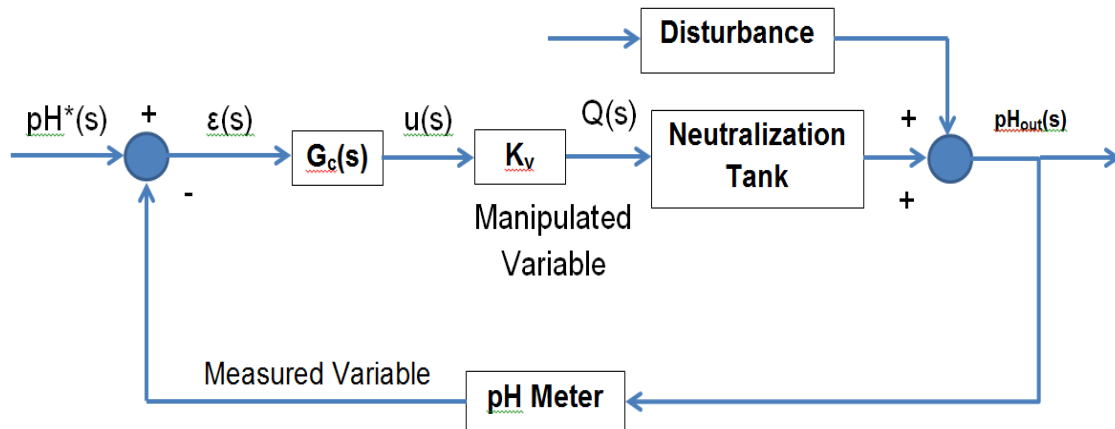 Disturbance
pH*(s)
+
ε(s)
u(s)
Q(s)
+
pHout(s)
Gc(s)
Kv
Neutralization
Tank
-
+
Manipulated
Variable
Measured Variable
pH Meter